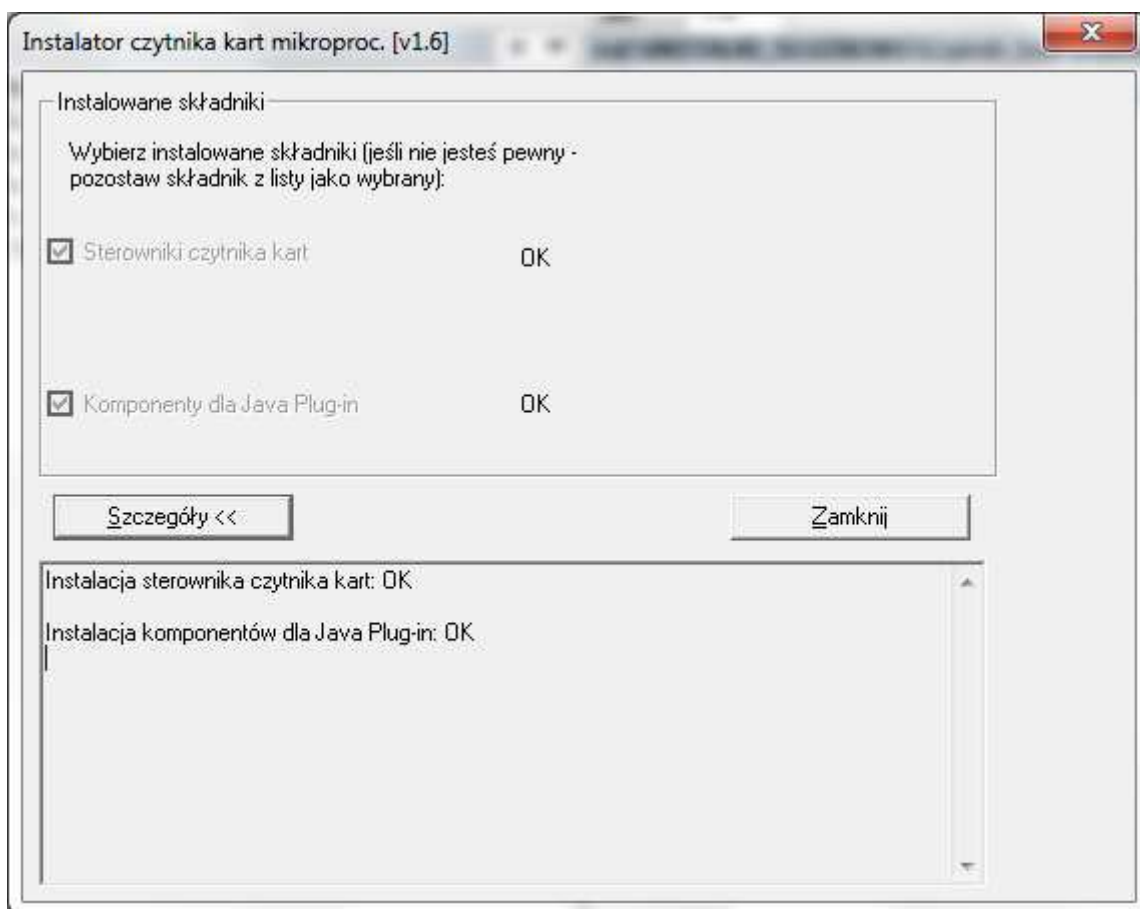 Instalator czytnika kart mikroproc. [v1.6]
Instalowane składniki
Wybierz instalowane składniki (jeśli nie jesteś pewny -
pozostaw składnik z listy jako wybrany):
Sterowniki czytnika kart OK
Komponenty dla Java Plug-in OK
Szczegóły << Zamknij
Instalacja sterownika czytnika kart: OK
Instalacja komponentów dla Java Plug-in: OK